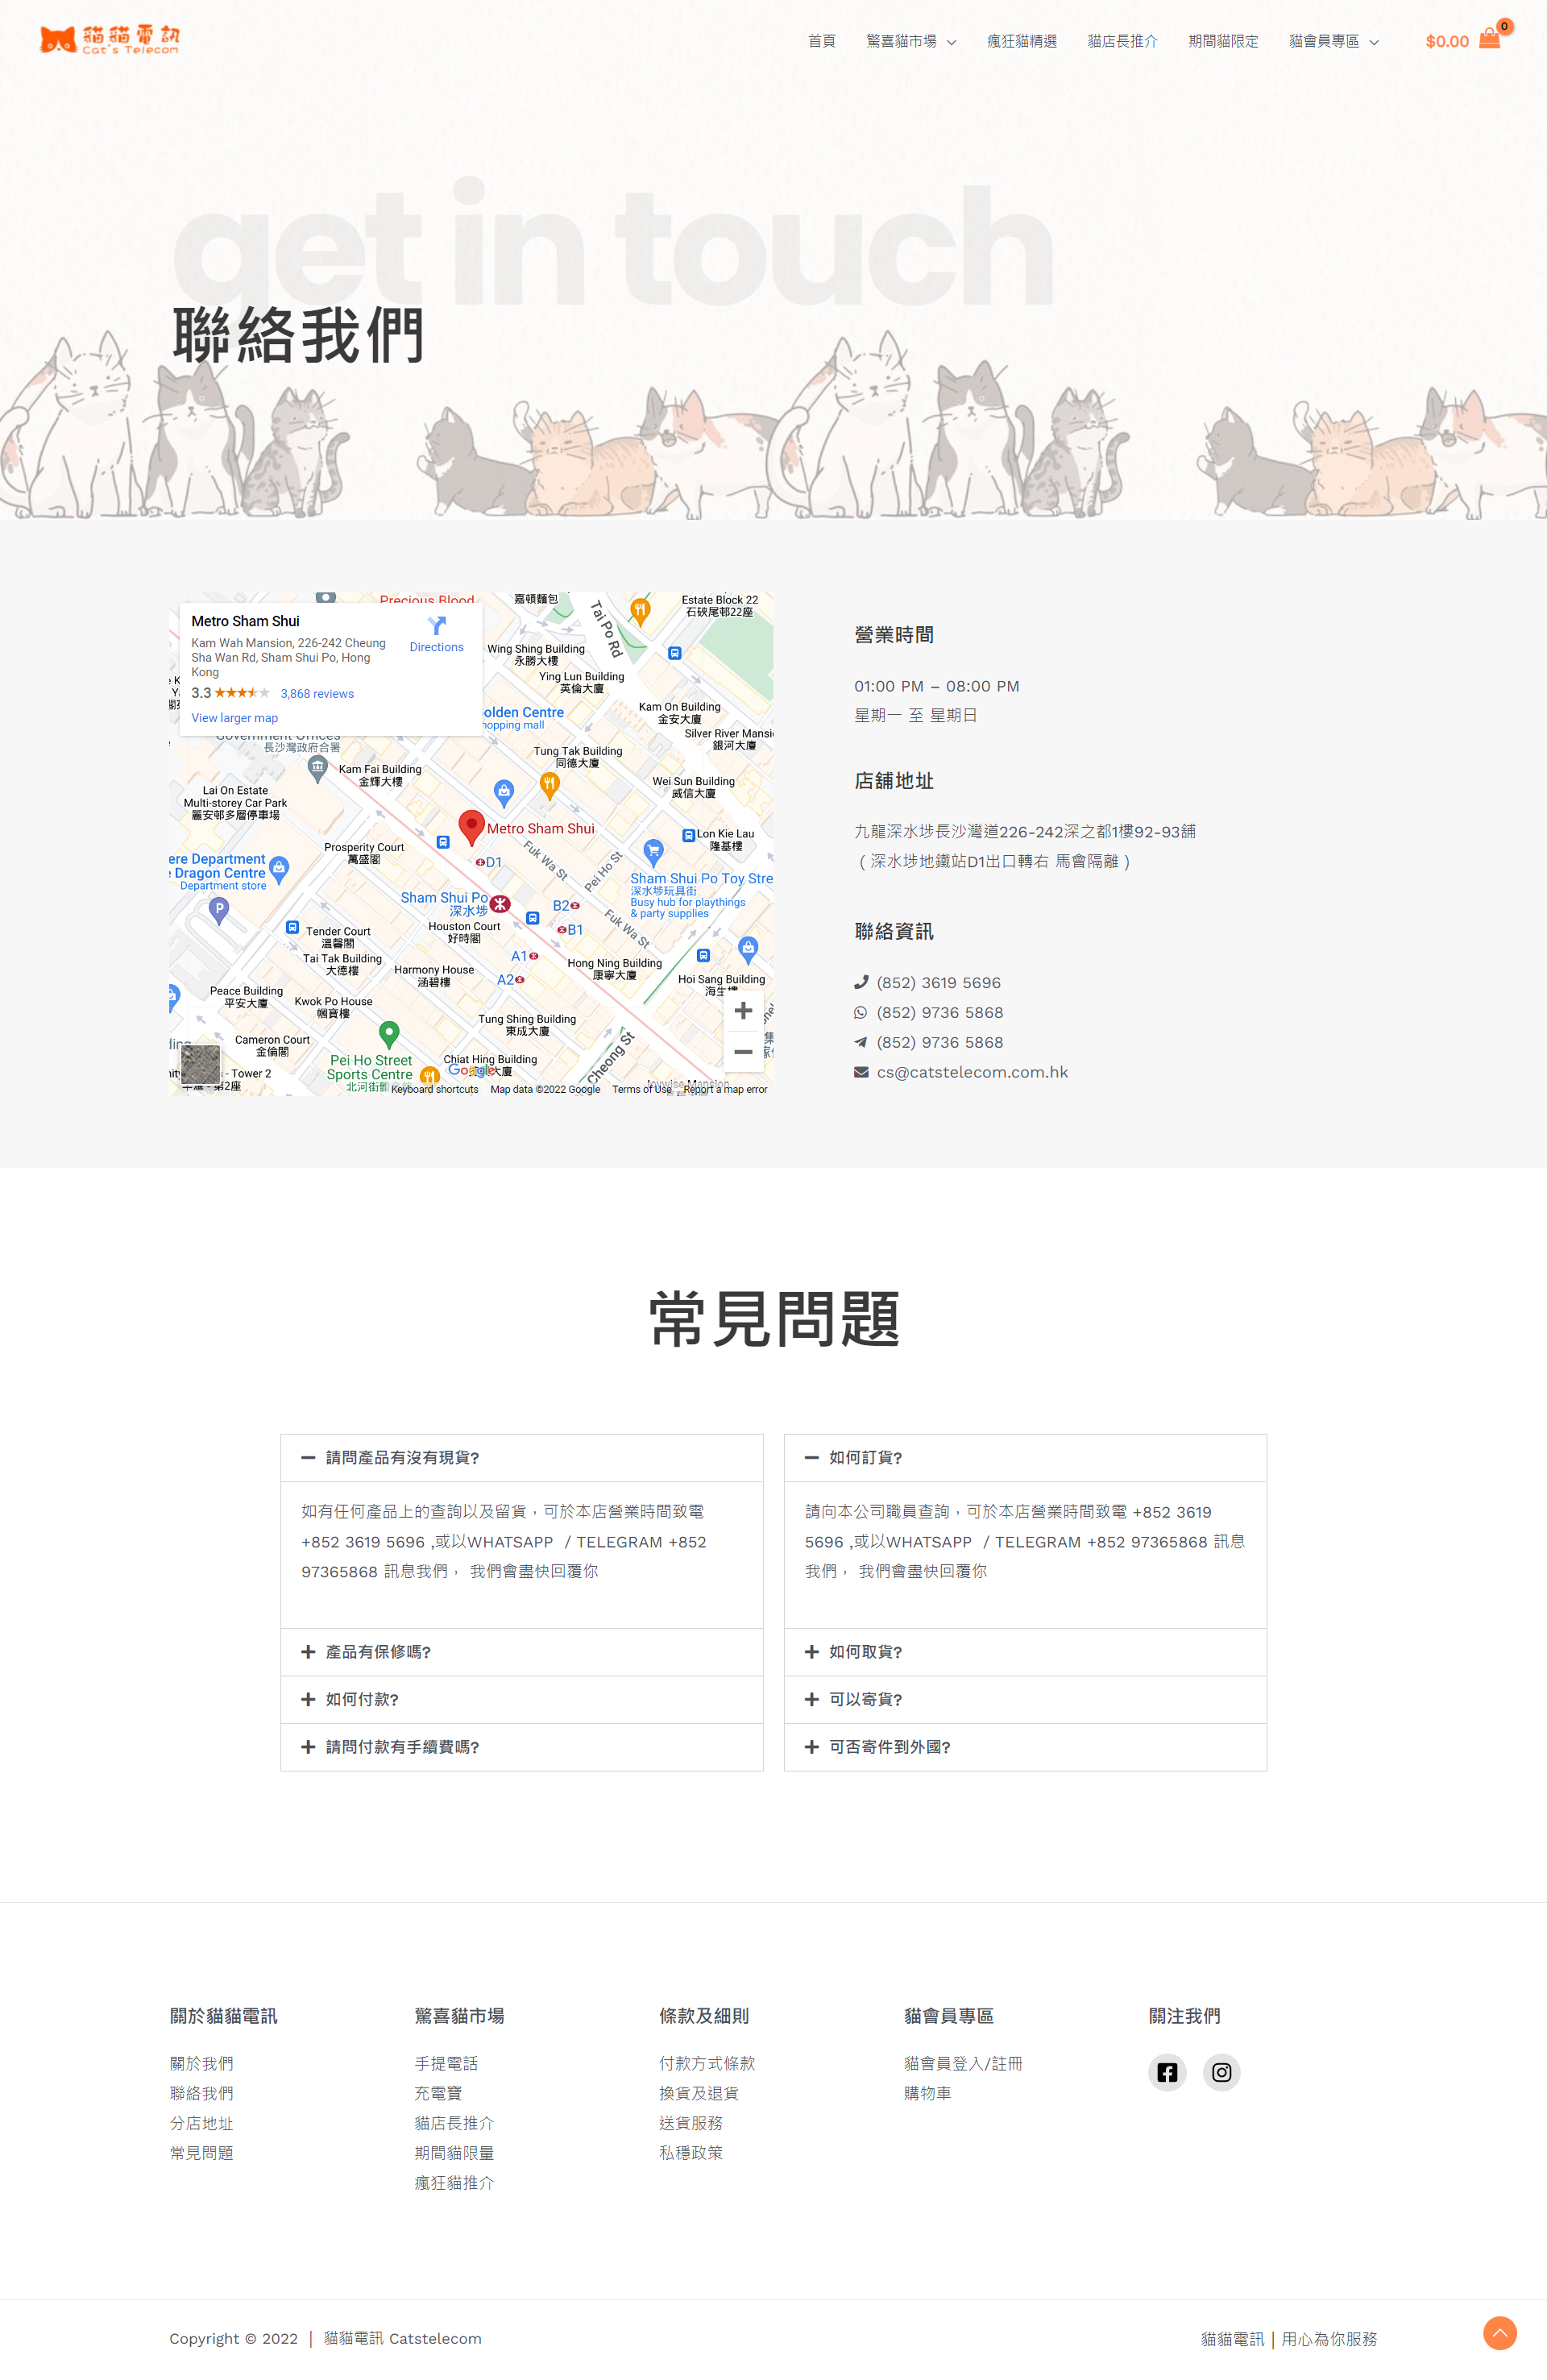 貓貓電訊
Cat's Telecom
首頁
驚喜貓市場
瘋狂貓精選
貓店長推介
期間貓限定
貓會員專區
$0.00
0
get in touch
聯絡我們
Metro Sham Shui
Kam Wah Mansion, 226-242 Cheung
Sha Wan Rd, Sham Shui Po, Hong
Kong
Directions
3.3
3,868 reviews
View larger map
Precious Blood
嘉頓麵包
Tai Po Rd
Estate Block 22
石硤尾邨22座
Wing Shing Building
永勝大樓
Ying Lun Building
英倫大廈
Golden Centre
hopping mall
Kam On Building
金安大廈
Silver River Mansi
銀河大廈
Government Offices
長沙灣政府合署
Tung Tak Building
同德大廈
Kam Fai Building
金輝大樓
Wei Sun Building
威信大廈
Lai On Estate
Multi-storey Car Park
麗安邨多層停車場
Metro Sham Shui
Lon Kie Lau
隆基樓
Prosperity Court
萬盛閣
D1
Fuk Wa St
Pei Ho St
ere Department
e Dragon Centre
Department store
Sham Shui Po Toy Stre
深水埗玩具街
Busy hub for playthings
& party supplies
Sham Shui Po
深水埗
B2
B1
Fuk Wa St
Houston Court
好時閣
Tender Court
溫馨閣
Tai Tak Building
大德樓
A1
A2
Harmony House
涵碧樓
Hong Ning Building
康寧大廈
Hoi Sang Building
海生樓
Peace Building
平安大廈
Kwok Po House
幗寶樓
Tung Shing Building
東成大廈
Cameron Court
金倫閣
Pei Ho Street
Sports Centre
Chiat Hing Building
Cheong St
- Tower 2
Google
Keyboard shortcuts
Map data ©2022 Google
Terms of Use
Report a map error
營業時間
01:00 PM – 08:00 PM
星期一 至 星期日
店舖地址
九龍深水埗長沙灣道226-242深之都1樓92-93舖
( 深水埗地鐵站D1出口轉右 馬會隔離 )
聯絡資訊
(852) 3619 5696
(852) 9736 5868
(852) 9736 5868
cs@catstelecom.com.hk
常見問題
請問產品有沒有現貨?
如有任何產品上的查詢以及留貨，可於本店營業時間致電
+852 3619 5696 ,或以WHATSAPP / TELEGRAM +852
97365868 訊息我們， 我們會盡快回覆你
產品有保修嗎?
如何付款?
請問付款有手續費嗎?
如何訂貨?
請向本公司職員查詢，可於本店營業時間致電 +852 3619
5696 ,或以WHATSAPP / TELEGRAM +852 97365868 訊息
我們， 我們會盡快回覆你
如何取貨?
可以寄貨?
可否寄件到外國?
關於貓貓電訊
關於我們
聯絡我們
分店地址
常見問題
驚喜貓市場
手提電話
充電寶
貓店長推介
期間貓限量
瘋狂貓推介
條款及細則
付款方式條款
換貨及退貨
送貨服務
私穩政策
貓會員專區
貓會員登入/註冊
購物車
關注我們
Copyright © 2022 ｜ 貓貓電訊 Catstelecom
貓貓電訊 | 用心為你服務